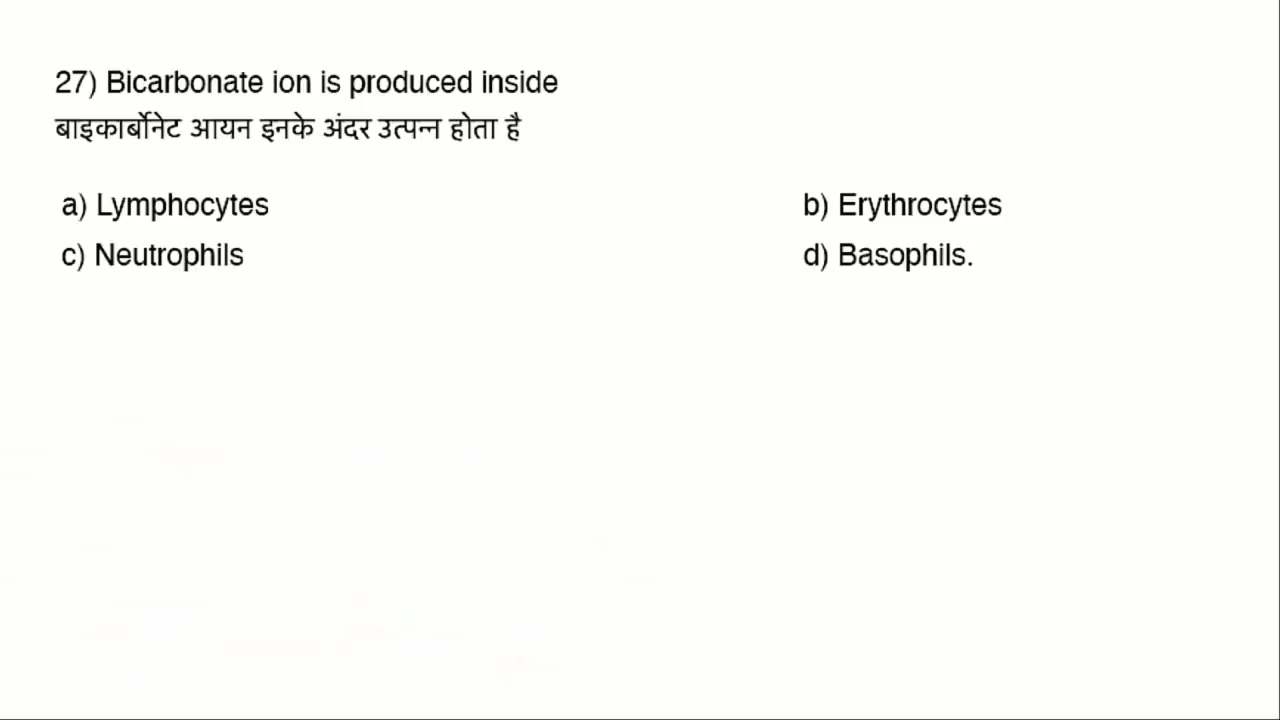 27) Bicarbonate ion is produced inside
बाइकार्बोनेट आयन इनके अंदर उत्पन्न होता है
a) Lymphocytes b) Erythrocytes
c) Neutrophils d) Basophils.